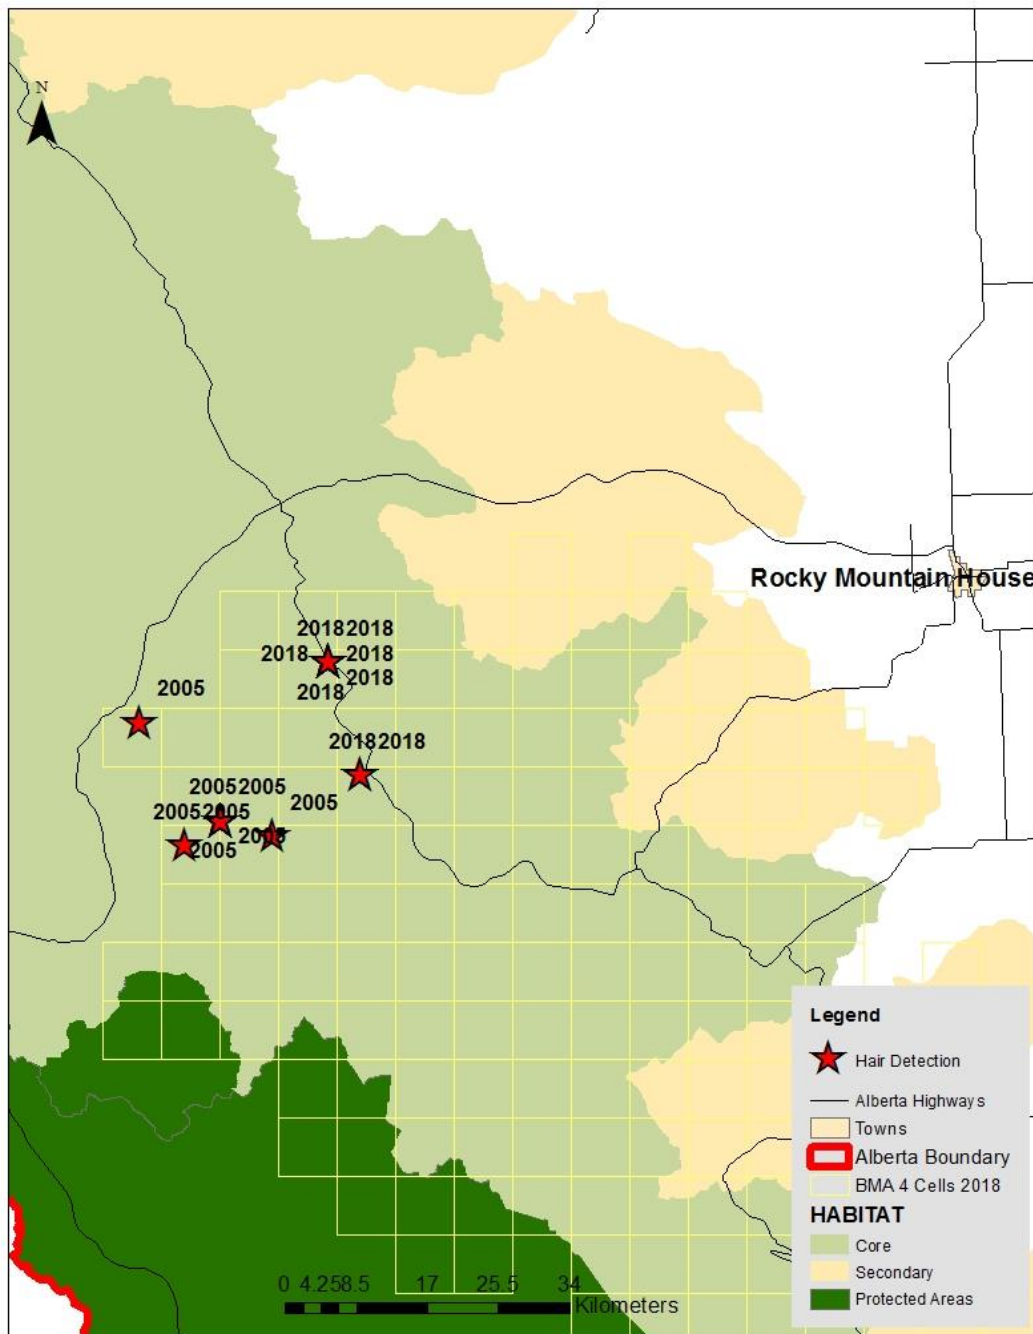 N
Rocky Mountain House
2018 2018
2018 2018
2018
2018
2005
2018 2018
2005 2005
2005
2005 2005
2005
2005
Legend
Hair Detection
Alberta Highways
Towns
Alberta Boundary
BMA 4 Cells 2018
HABITAT
Core
Secondary
Protected Areas
0 4.25 8.5 17 25.5 34
Kilometers